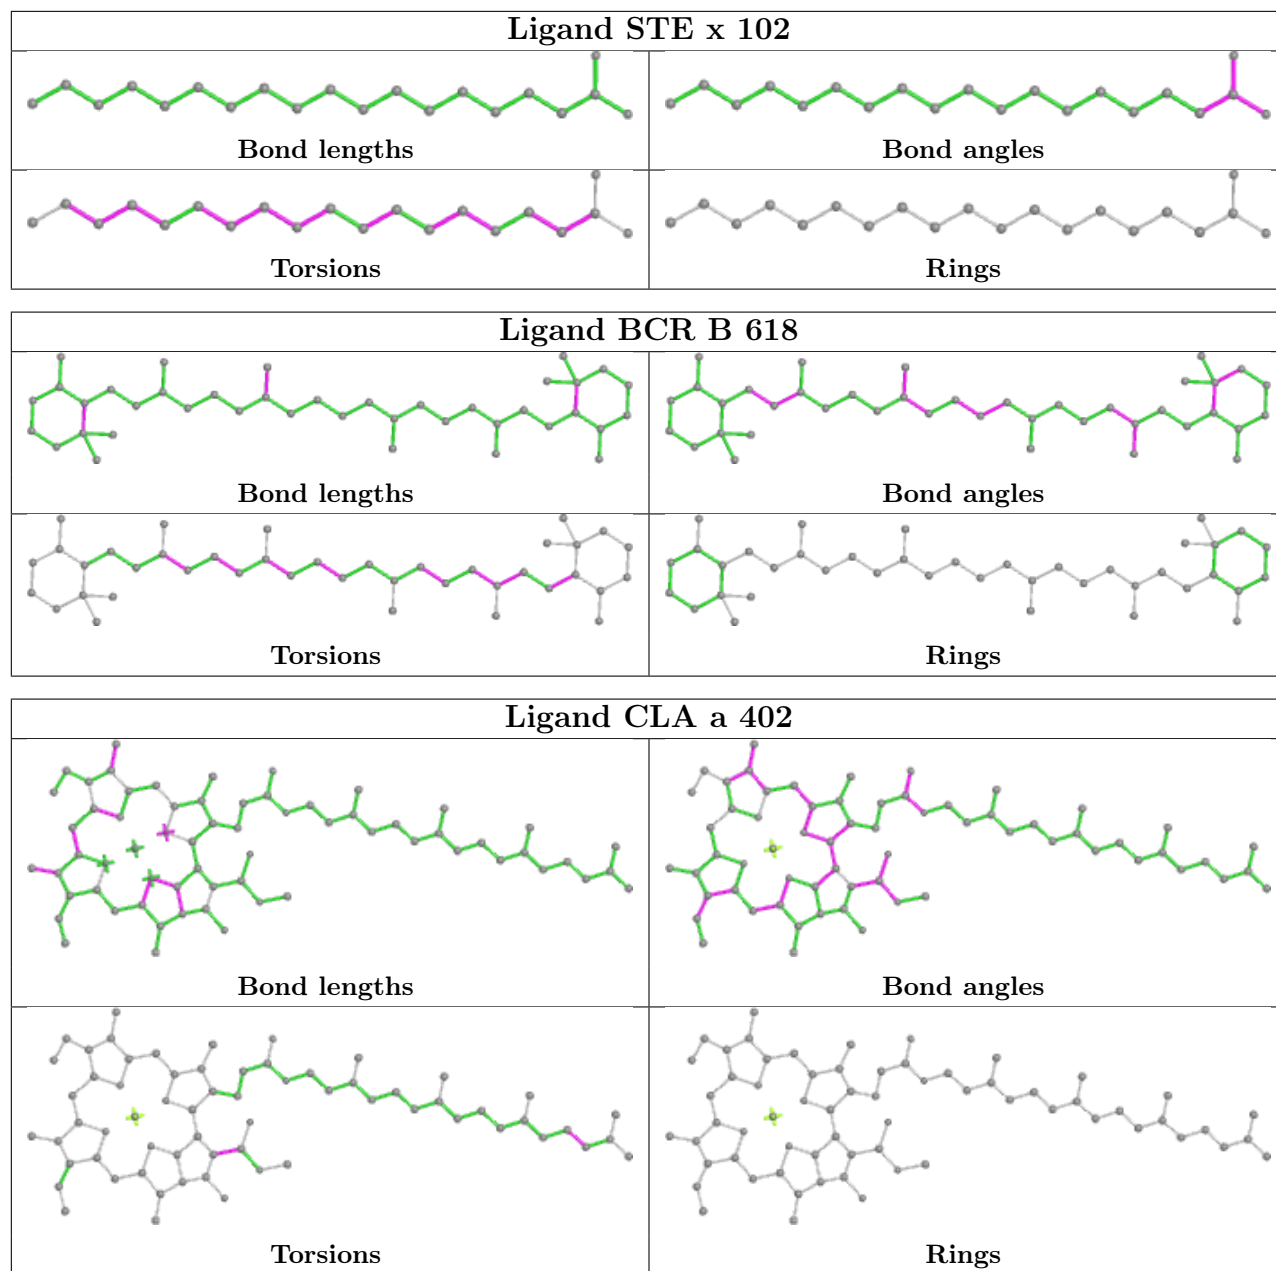 Ligand STE x 102
Bond lengths
Bond angles
Torsions
Rings
Ligand BCR B 618
Bond lengths
Bond angles
Torsions
Rings
Ligand CLA a 402
Bond lengths
Bond angles
Torsions
Rings